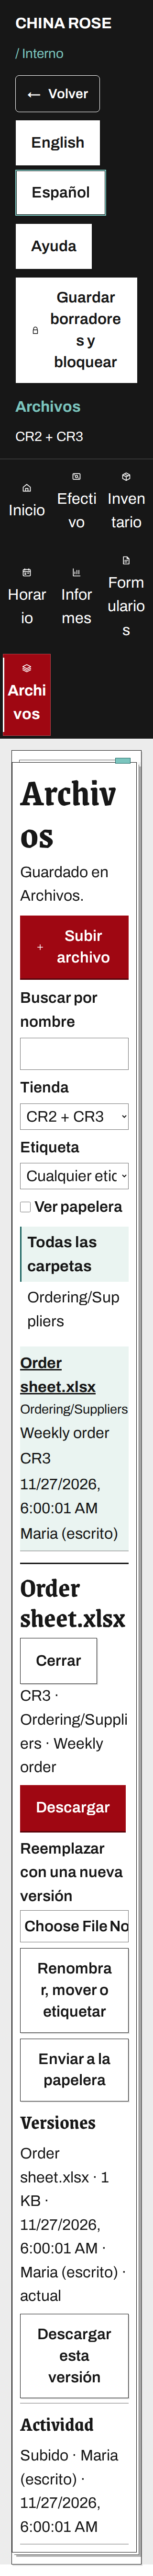 CHINA ROSE
/ Interno
← Volver
English
Español
Ayuda
Guardar
borradore
s y
bloquear
Archivos
CR2 + CR3
Inicio
Efecti
vo
Inven
tario
Horar
io
Infor
mes
Form
ulario
s
Archi
vos
Archiv
os
Guardado en
Archivos.
+ Subir
archivo
Buscar por
nombre
Tienda
CR2 + CR3
Etiqueta
Cualquier etic
Ver papelera
Todas las
carpetas
Ordering/Sup
pliers
Order
sheet.xlsx
Ordering/Suppliers
Weekly order
CR3
11/27/2026,
6:00:01 AM
Maria (escrito)
Order
sheet.xlsx
Cerrar
CR3 ·
Ordering/Suppli
ers · Weekly
order
Descargar
Reemplazar
con una nueva
versión
Choose File No
Renombra
r, mover o
etiquetar
Enviar a la
papelera
Versiones
Order
sheet.xlsx · 1
KB ·
11/27/2026,
6:00:01 AM ·
Maria (escrito) ·
actual
Descargar
esta
versión
Actividad
Subido · Maria
(escrito) ·
11/27/2026,
6:00:01 AM